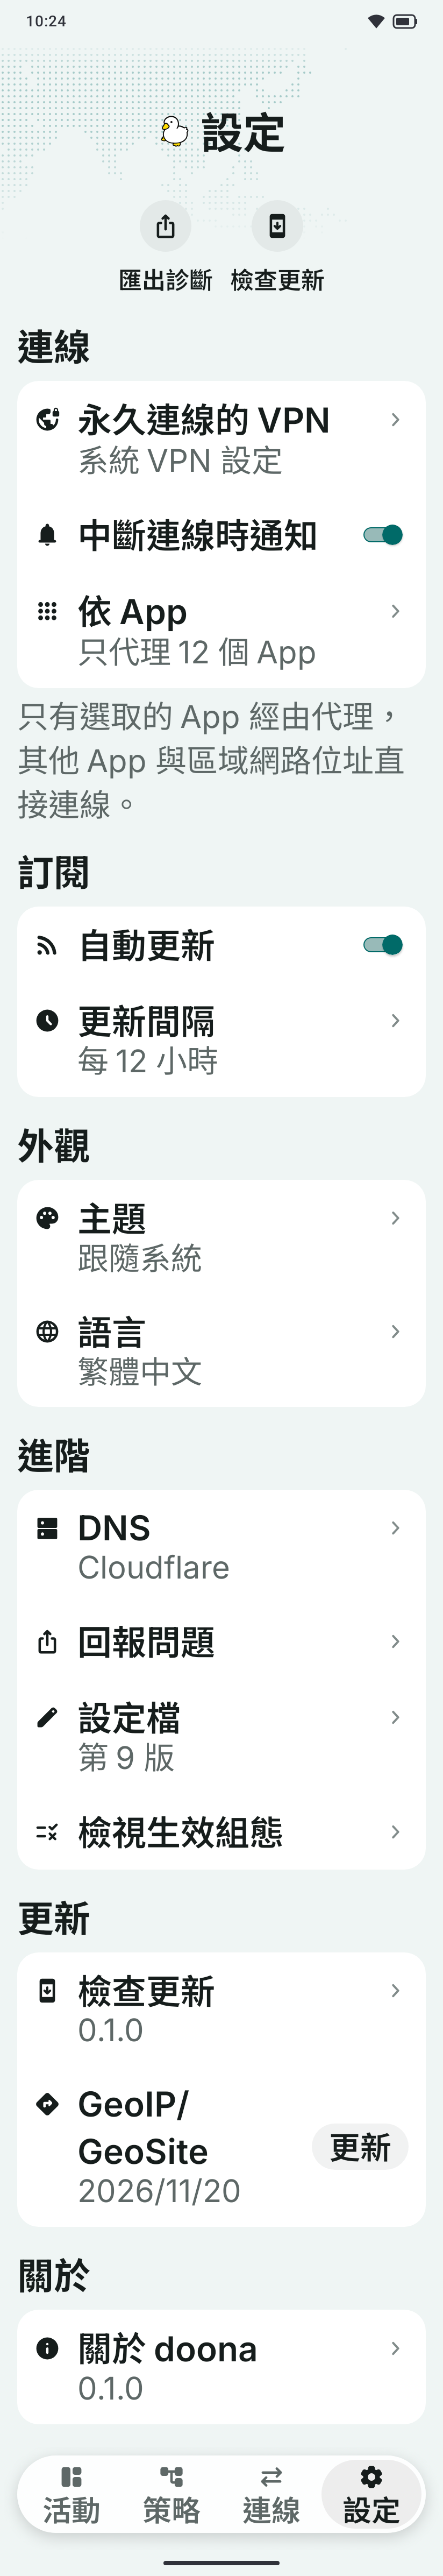 10:24
設定
匯出診斷 檢查更新
連線
永久連線的 VPN
系統 VPN 設定
中斷連線時通知
依 App
只代理 12 個 App
只有選取的 App 經由代理，
其他 App 與區域網路位址直
接連線。
訂閱
自動更新
更新間隔
每 12 小時
外觀
主題
跟隨系統
語言
繁體中文
進階
DNS
Cloudflare
回報問題
設定檔
第 9 版
檢視生效組態
更新
檢查更新
0.1.0
GeoIP/
GeoSite
更新
2026/11/20
關於
關於 doona
0.1.0
活動 策略 連線 設定